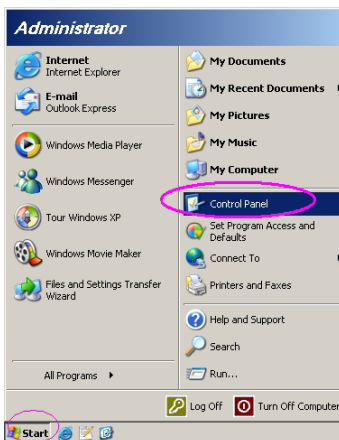 Administrator
Internet
Internet Explorer
E-mail
Outlook Express
Windows Media Player
Windows Messenger
Tour Windows XP
Windows Movie Maker
Files and Settings Transfer
Wizard
All Programs
My Documents
My Recent Documents
My Pictures
My Music
My Computer
Control Panel
Set Program Access and
Defaults
Connect To
Printers and Faxes
Help and Support
Search
Run...
Log Off
Turn Off Computer
Start